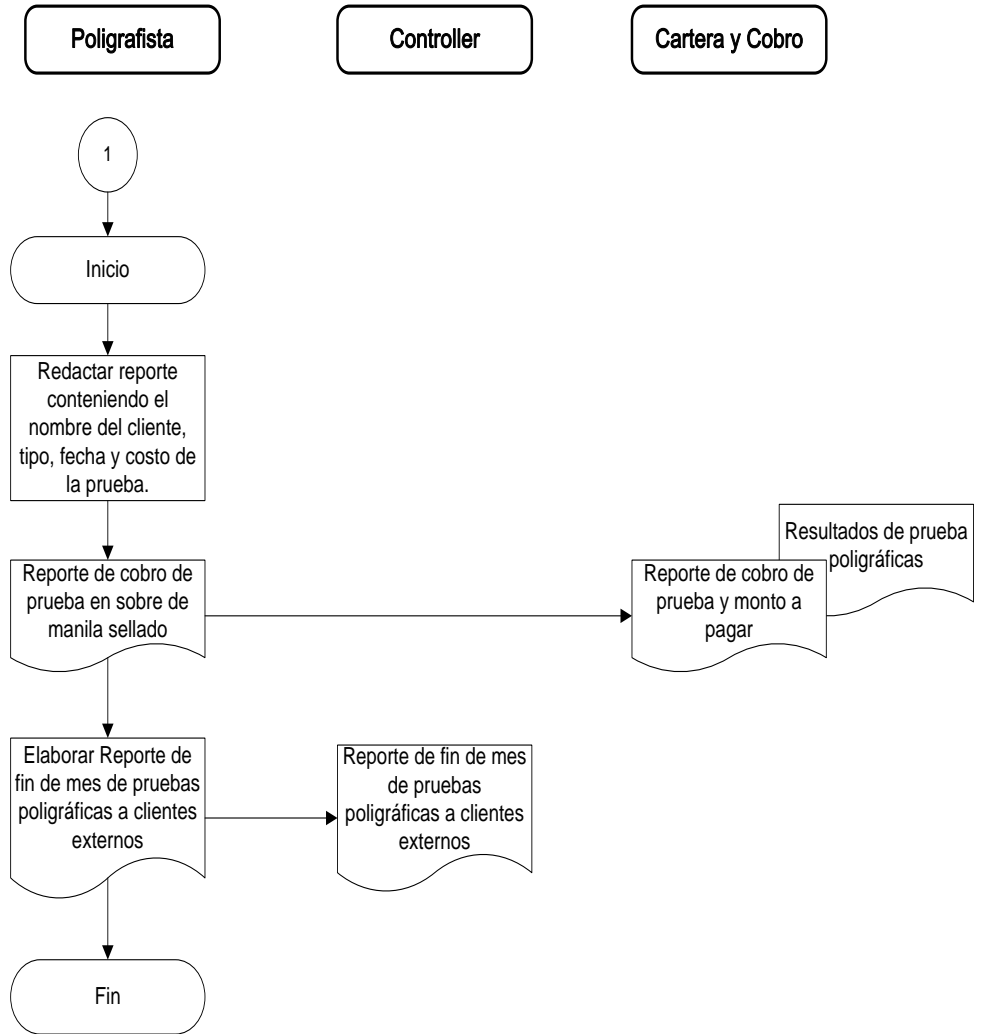 Poligrafista
Controller
Cartera y Cobro
1
Inicio
Redactar reporte
conteniendo el
nombre del cliente,
tipo, fecha y costo de
la prueba.
Reporte de cobro de
prueba en sobre de
manila sellado
Resultados de prueba
poligráficas
Reporte de cobro de
prueba y monto a
pagar
Elaborar Reporte de
fin de mes de pruebas
poligráficas a clientes
externos
Reporte de fin de mes
de pruebas
poligráficas a clientes
externos
Fin